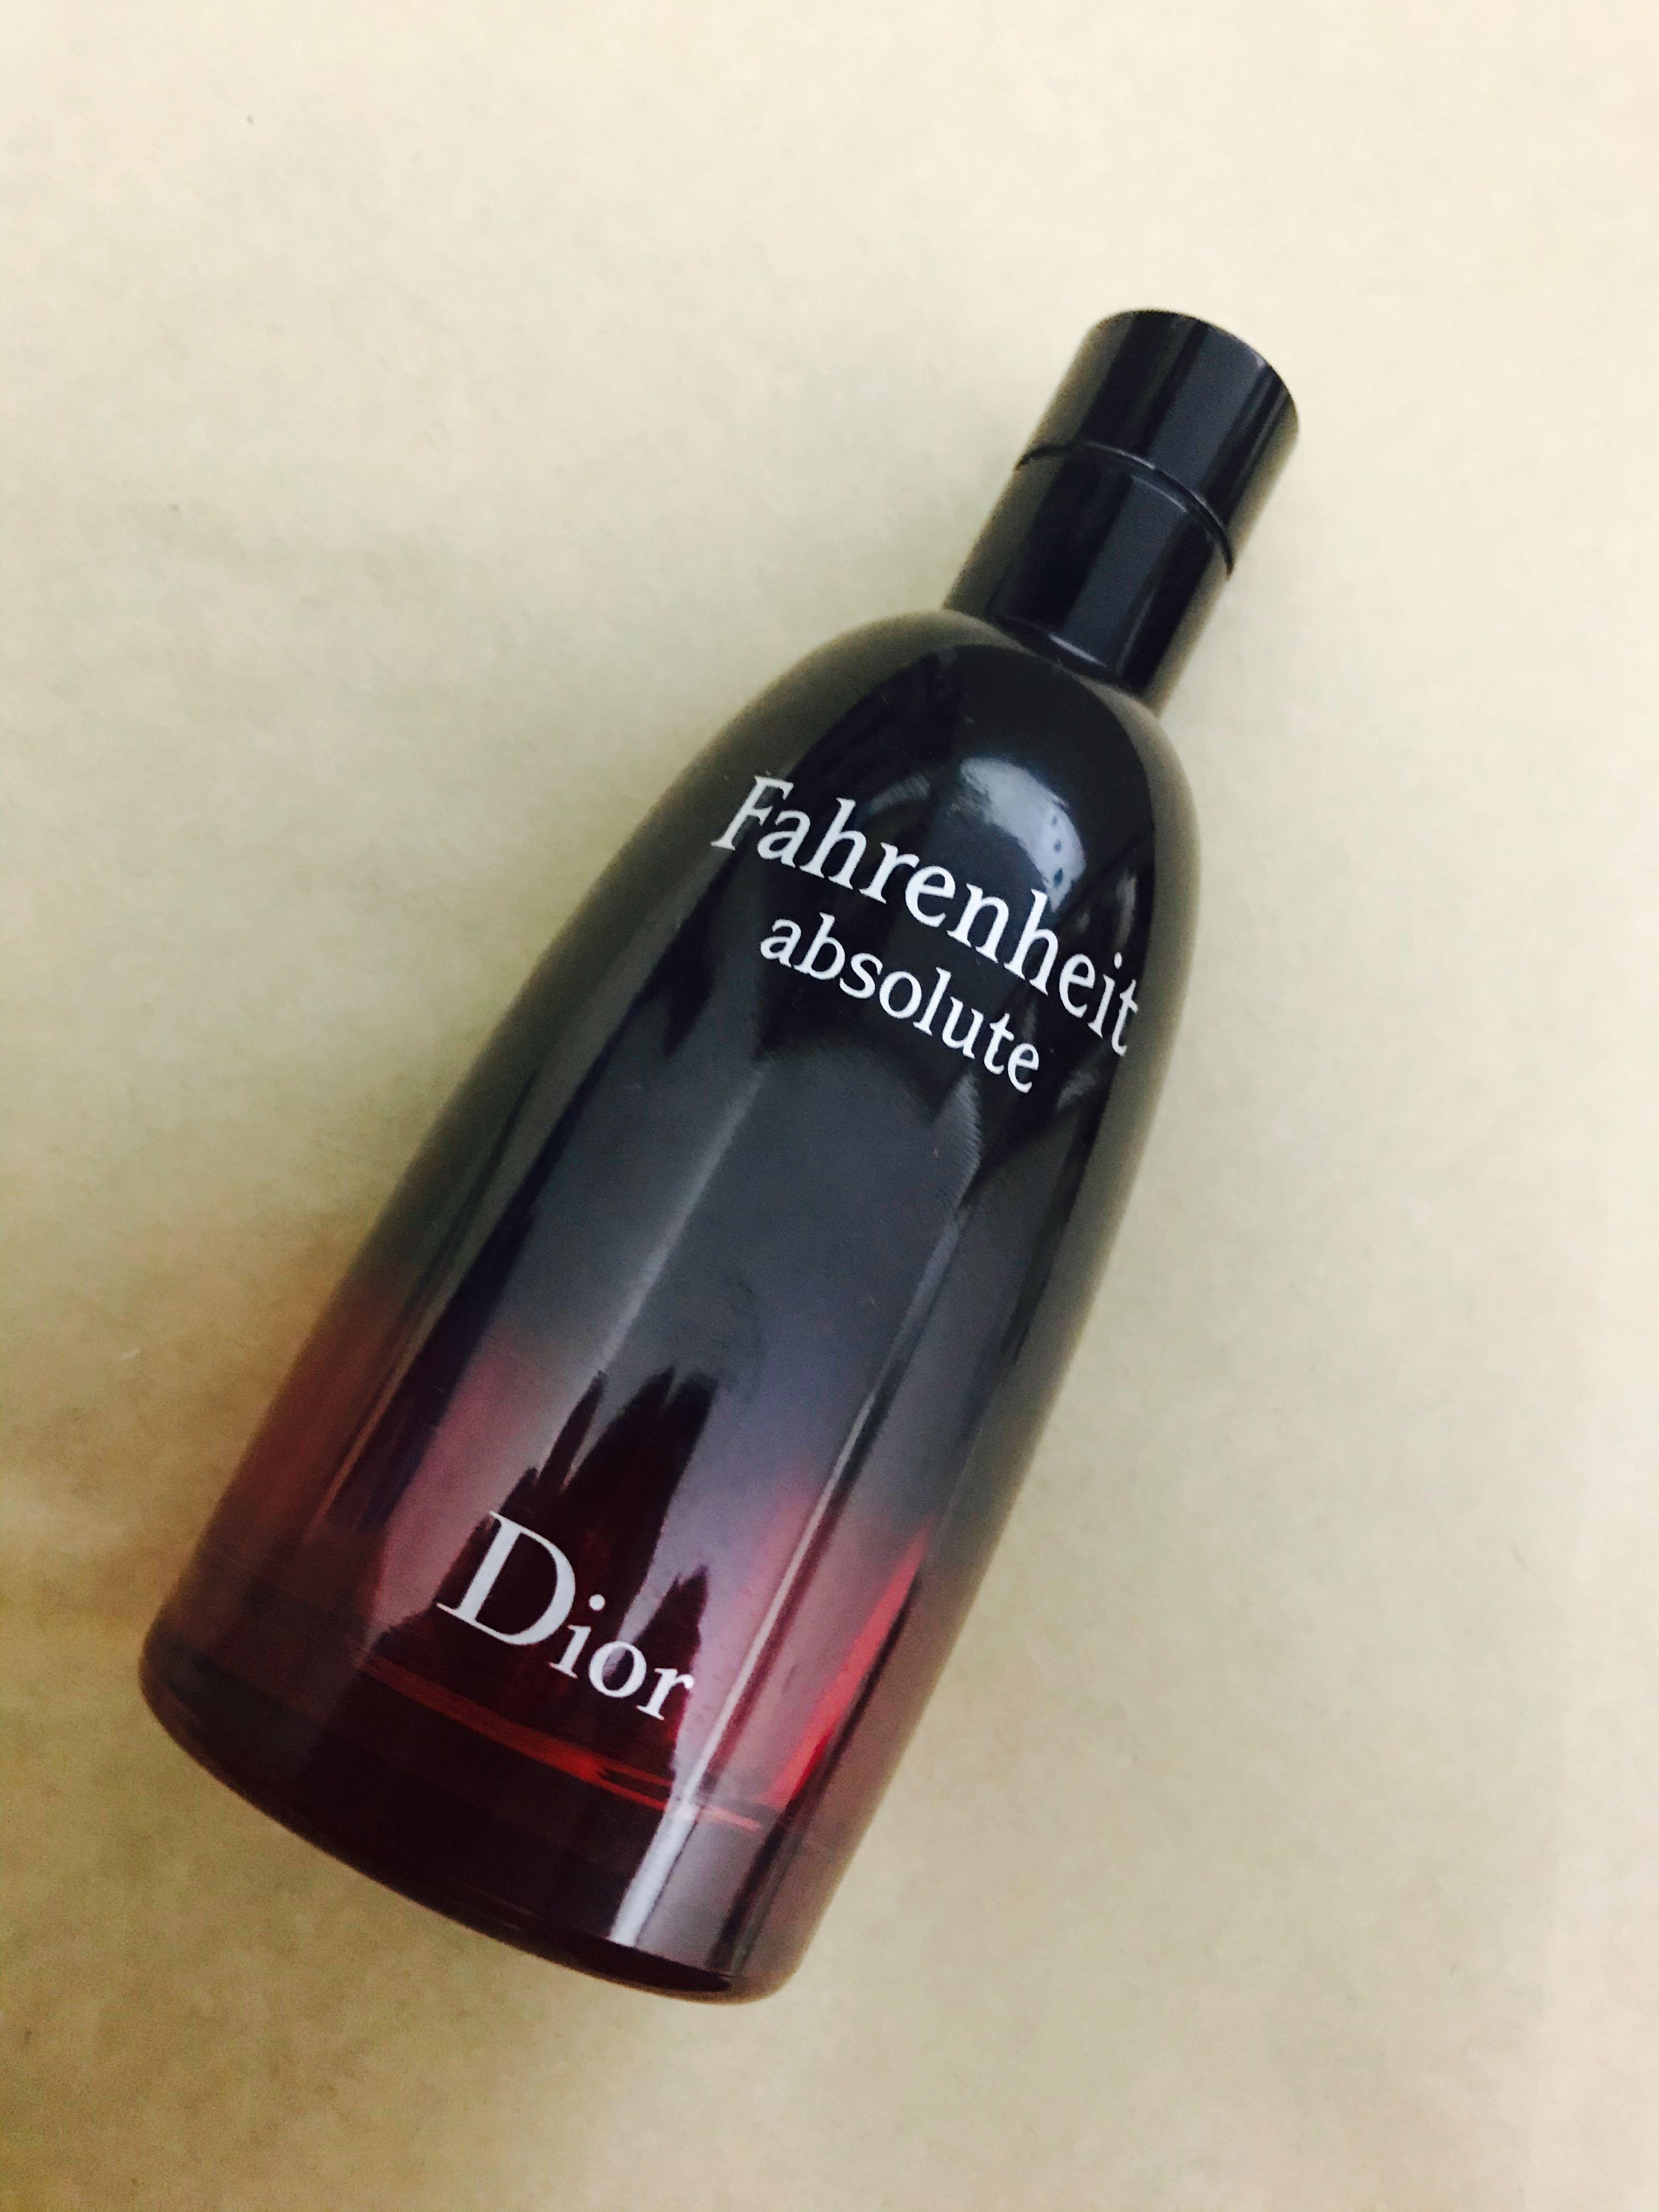 Fahrenheit
absolute
Dior